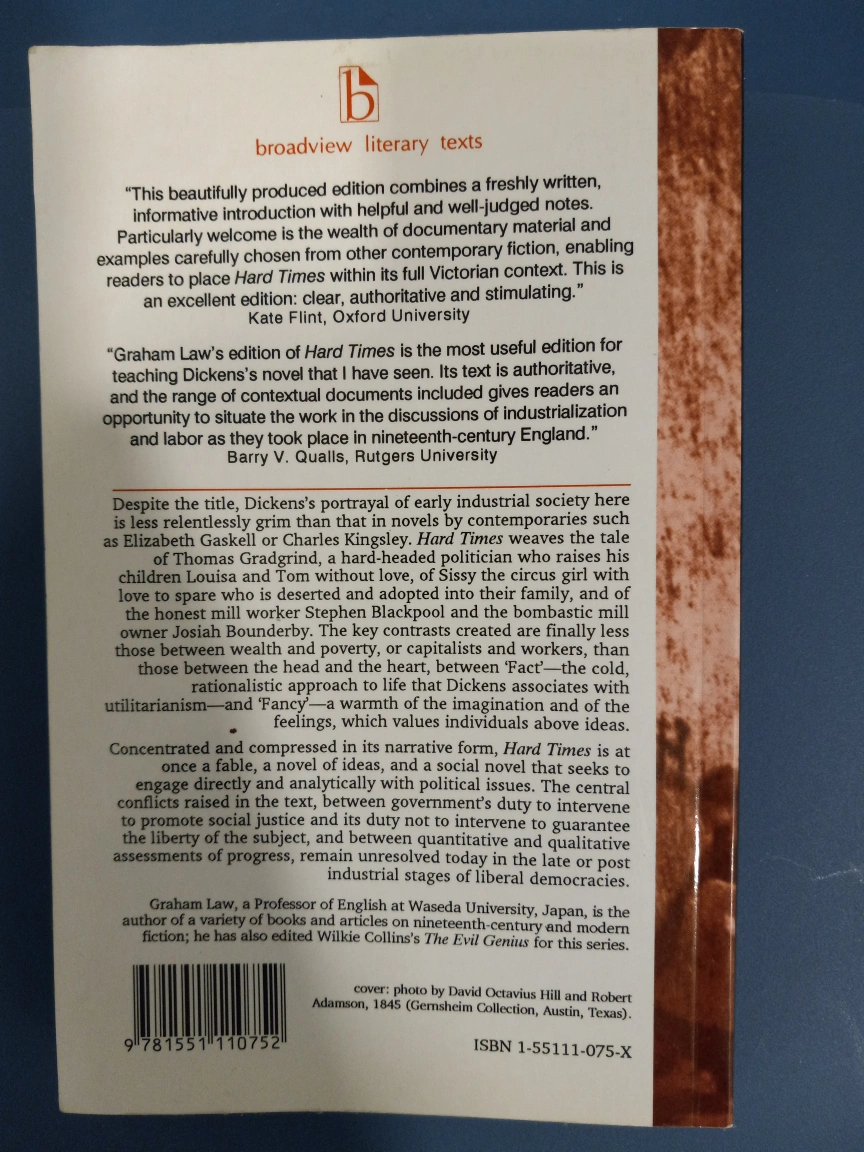 b
broadview literary texts
“This beautifully produced edition combines a freshly written,
informative introduction with helpful and well-judged notes.
Particularly welcome is the wealth of documentary material and
examples carefully chosen from other contemporary fiction, enabling
readers to place Hard Times within its full Victorian context. This is
an excellent edition: clear, authoritative and stimulating.”
Kate Flint, Oxford University
“Graham Law’s edition of Hard Times is the most useful edition for
teaching Dickens’s novel that I have seen. Its text is authoritative,
and the range of contextual documents included gives readers an
opportunity to situate the work in the discussions of industrialization
and labor as they took place in nineteenth-century England.”
Barry V. Qualls, Rutgers University
Despite the title, Dickens’s portrayal of early industrial society here
is less relentlessly grim than that in novels by contemporaries such
as Elizabeth Gaskell or Charles Kingsley. Hard Times weaves the tale
of Thomas Gradgrind, a hard-headed politician who raises his
children Louisa and Tom without love, of Sissy the circus girl with
love to spare who is deserted and adopted into their family, and of
the honest mill worker Stephen Blackpool and the bombastic mill
owner Josiah Bounderby. The key contrasts created are finally less
those between wealth and poverty, or capitalists and workers, than
those between the head and the heart, between ‘Fact’—the cold,
rationalistic approach to life that Dickens associates with
utilitarianism—and ‘Fancy’—a warmth of the imagination and of the
feelings, which values individuals above ideas.
Concentrated and compressed in its narrative form, Hard Times is at
once a fable, a novel of ideas, and a social novel that seeks to
engage directly and analytically with political issues. The central
conflicts raised in the text, between government’s duty to intervene
to promote social justice and its duty not to intervene to guarantee
the liberty of the subject, and between quantitative and qualitative
assessments of progress, remain unresolved today in the late or post
industrial stages of liberal democracies.
Graham Law, a Professor of English at Waseda University, Japan, is the
author of a variety of books and articles on nineteenth-century and modern
fiction; he has also edited Wilkie Collins’s The Evil Genius for this series.
cover: photo by David Octavius Hill and Robert
Adamson, 1845 (Gernsheim Collection, Austin, Texas).
9 781551 110752
ISBN 1-55111-075-X